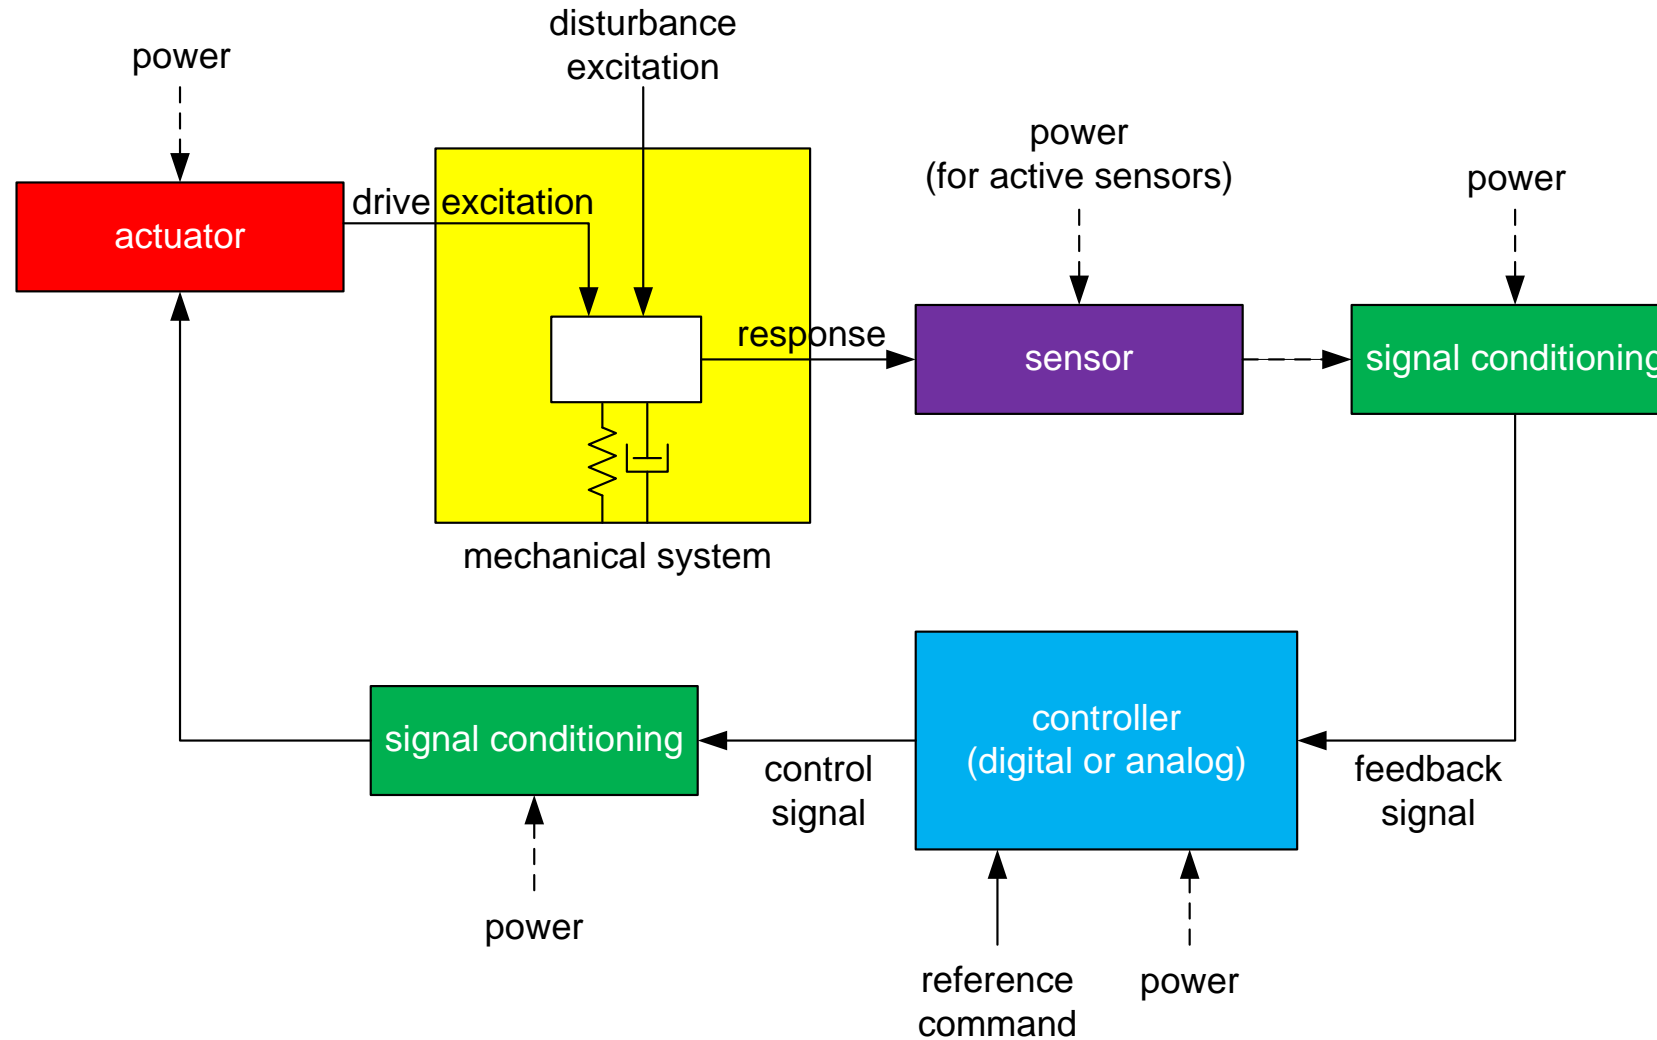 disturbance
excitation
power
power
(for active sensors)
power
drive excitation
actuator
response
sensor
signal conditioning
mechanical system
controller
(digital or analog)
signal conditioning
control
signal
feedback
signal
power
reference
command
power